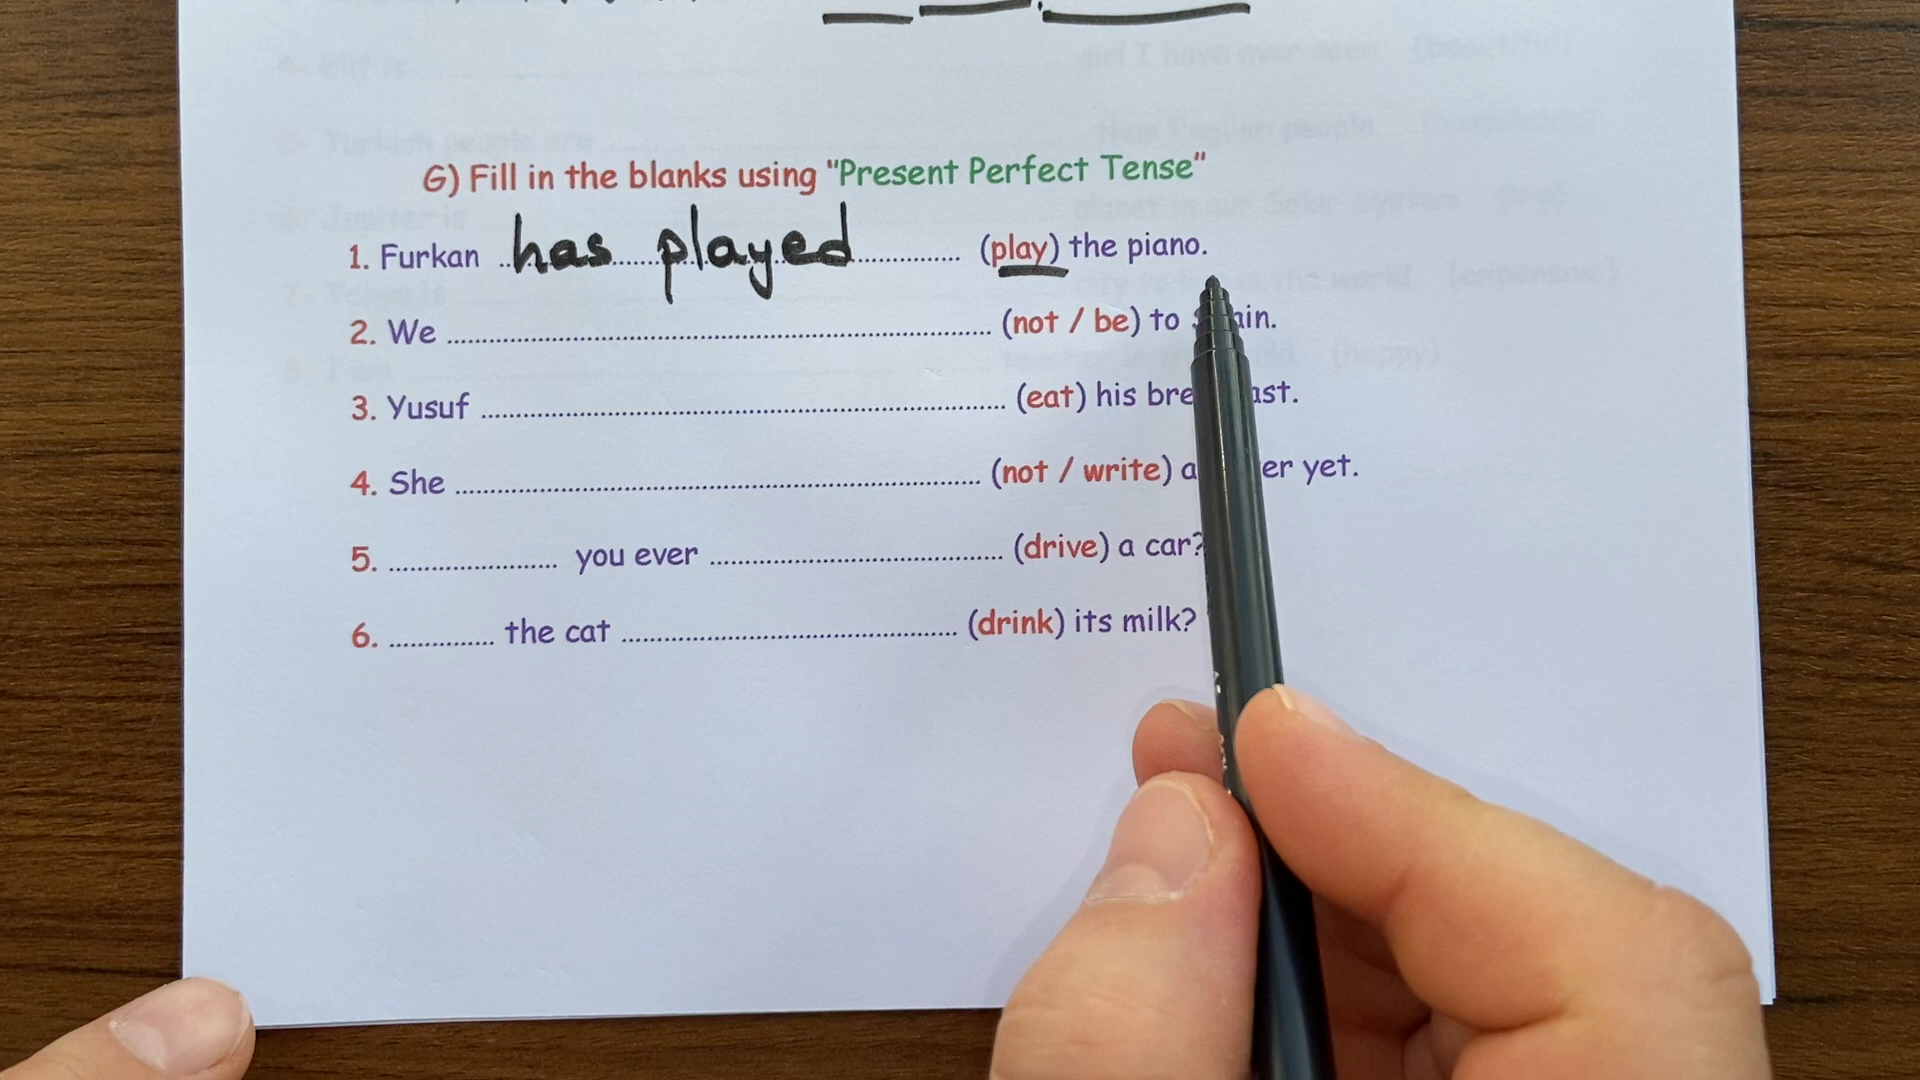 G) Fill in the blanks using "Present Perfect Tense"
1. Furkan has played (play) the piano.
2. We .......... (not / be) to
3. Yusuf .......... (eat) his
4. She .......... (not / write) a yet.
5. .......... you ever .......... (drive) a car?
6. .......... the cat .......... (drink) its milk?